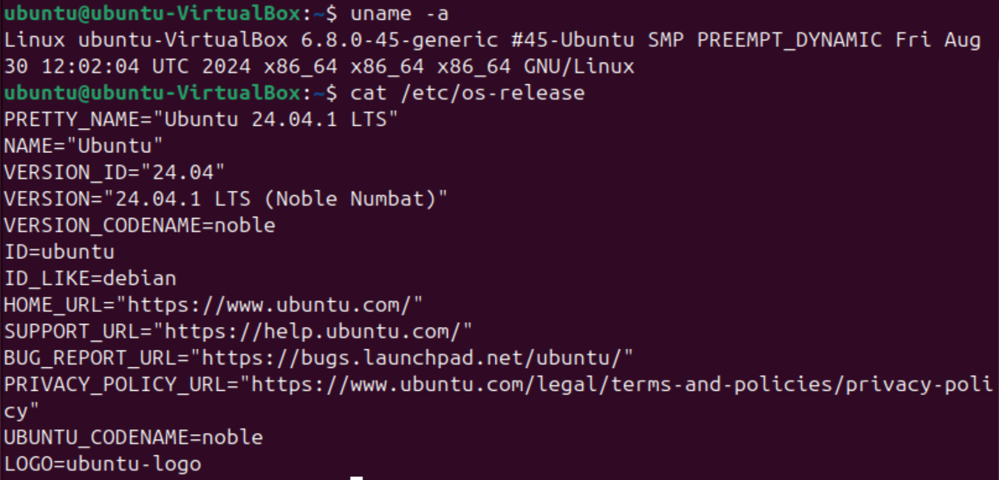 ubuntu@ubuntu-VirtualBox:~$ uname -a
Linux ubuntu-VirtualBox 6.8.0-45-generic #45-Ubuntu SMP PREEMPT_DYNAMIC Fri Aug
30 12:02:04 UTC 2024 x86_64 x86_64 x86_64 GNU/Linux
ubuntu@ubuntu-VirtualBox:~$ cat /etc/os-release
PRETTY_NAME="Ubuntu 24.04.1 LTS"
NAME="Ubuntu"
VERSION_ID="24.04"
VERSION="24.04.1 LTS (Noble Numbat)"
VERSION_CODENAME=noble
ID=ubuntu
ID_LIKE=debian
HOME_URL="https://www.ubuntu.com/"
SUPPORT_URL="https://help.ubuntu.com/"
BUG_REPORT_URL="https://bugs.launchpad.net/ubuntu/"
PRIVACY_POLICY_URL="https://www.ubuntu.com/legal/terms-and-policies/privacy-poli
cy"
UBUNTU_CODENAME=noble
LOGO=ubuntu-logo